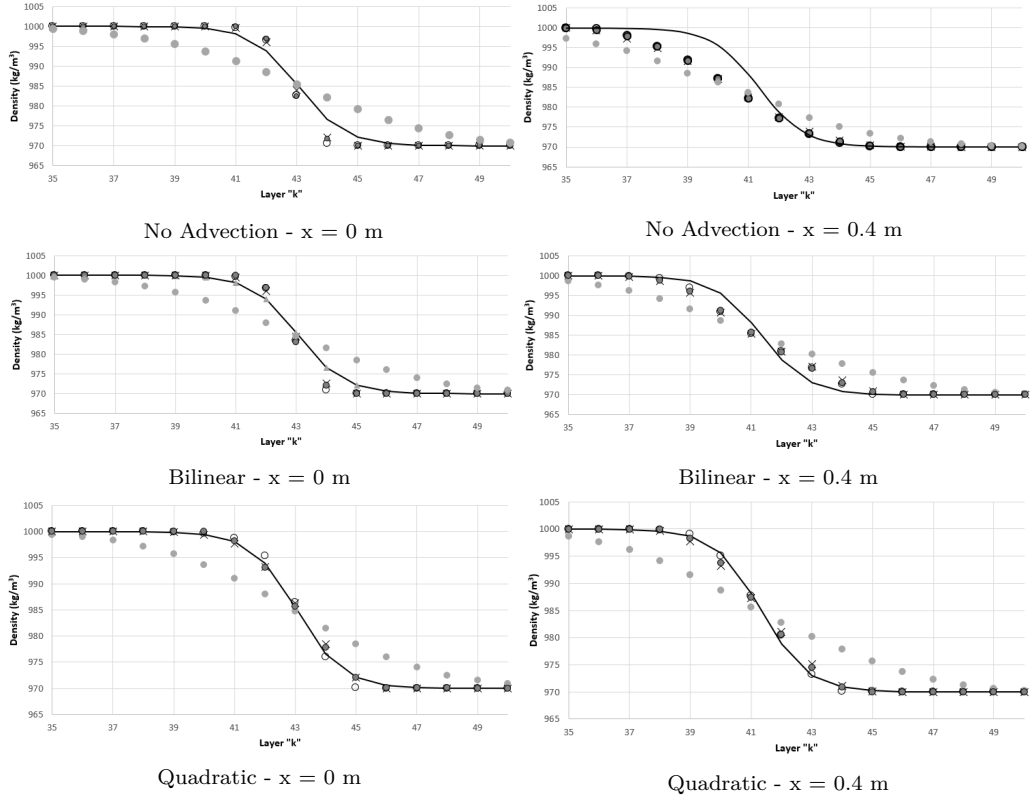 1005
1000
995
990
985
980
975
970
965
35 37 39 41 43 45 47 49
Density (kg/m³)
Layer "k"
No Advection - x = 0 m
1005
1000
995
990
985
980
975
970
965
35 37 39 41 43 45 47 49
Density (kg/m³)
Layer "k"
No Advection - x = 0.4 m
1005
1000
995
990
985
980
975
970
965
35 37 39 41 43 45 47 49
Density (kg/m³)
Layer "k"
Bilinear - x = 0 m
1005
1000
995
990
985
980
975
970
965
35 37 39 41 43 45 47 49
Density (kg/m³)
Layer "k"
Bilinear - x = 0.4 m
1005
1000
995
990
985
980
975
970
965
35 37 39 41 43 45 47 49
Density (kg/m³)
Layer "k"
Quadratic - x = 0 m
1005
1000
995
990
985
980
975
970
965
35 37 39 41 43 45 47 49
Density (kg/m³)
Layer "k"
Quadratic - x = 0.4 m